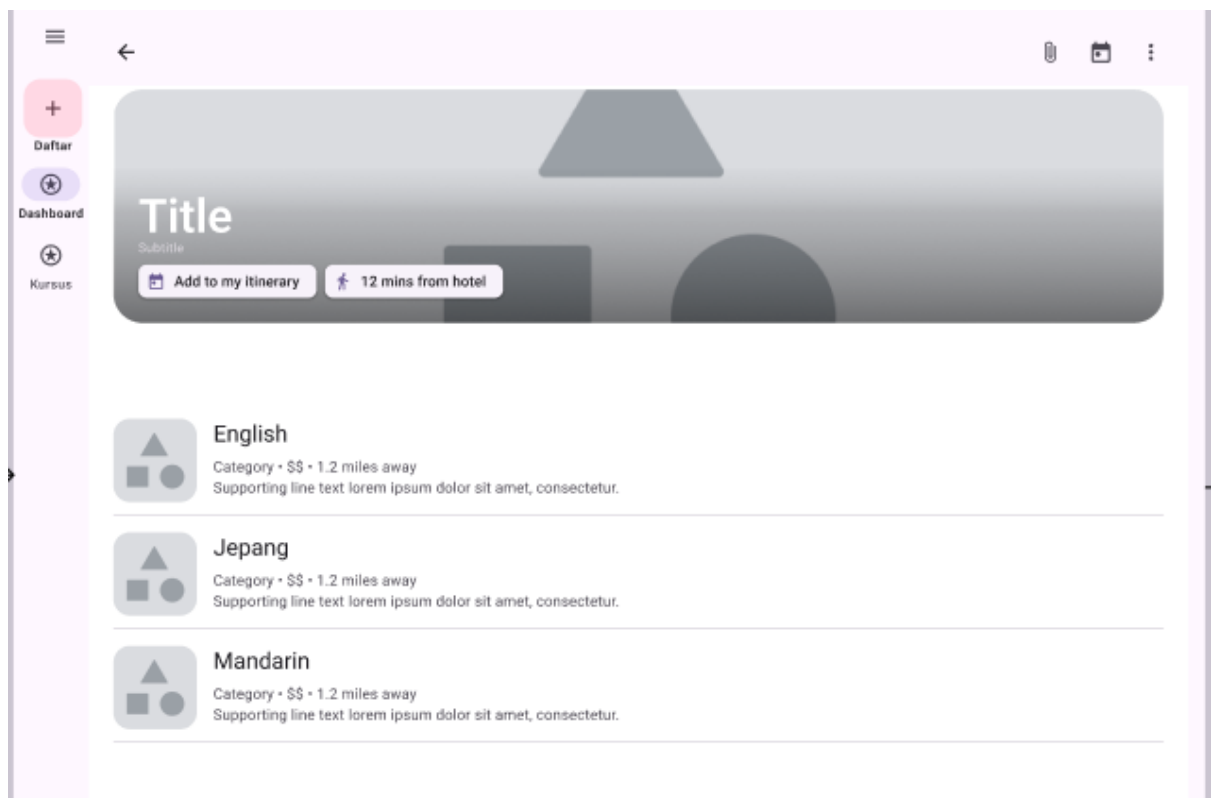 Daftar
Dashboard
Kursus
Title
Subtitle
Add to my itinerary
12 mins from hotel
English
Category • $$ • 1.2 miles away
Supporting line text lorem ipsum dolor sit amet, consectetur.
Jepang
Category • $$ • 1.2 miles away
Supporting line text lorem ipsum dolor sit amet, consectetur.
Mandarin
Category • $$ • 1.2 miles away
Supporting line text lorem ipsum dolor sit amet, consectetur.